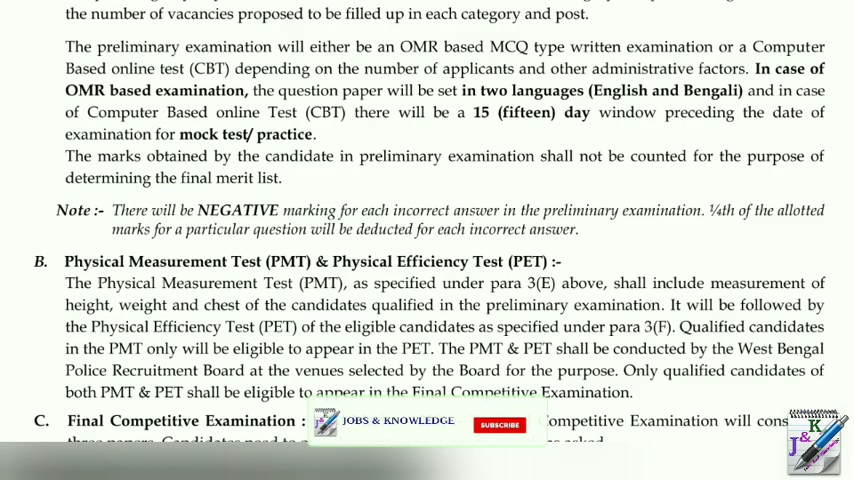 the number of vacancies proposed to be filled up in each category and post.
The preliminary examination will either be an OMR based MCQ type written examination or a Computer
Based online test (CBT) depending on the number of applicants and other administrative factors. In case of
OMR based examination, the question paper will be set in two languages (English and Bengali) and in case
of Computer Based online Test (CBT) there will be a 15 (fifteen) day window preceding the date of
examination for mock test/ practice.
The marks obtained by the candidate in preliminary examination shall not be counted for the purpose of
determining the final merit list.
Note :- There will be NEGATIVE marking for each incorrect answer in the preliminary examination. ¼th of the allotted
marks for a particular question will be deducted for each incorrect answer.
B. Physical Measurement Test (PMT) & Physical Efficiency Test (PET) :-
The Physical Measurement Test (PMT), as specified under para 3(E) above, shall include measurement of
height, weight and chest of the candidates qualified in the preliminary examination. It will be followed by
the Physical Efficiency Test (PET) of the eligible candidates as specified under para 3(F). Qualified candidates
in the PMT only will be eligible to appear in the PET. The PMT & PET shall be conducted by the West Bengal
Police Recruitment Board at the venues selected by the Board for the purpose. Only qualified candidates of
both PMT & PET shall be eligible to appear in the Final Competitive Examination.
C. Final Competitive Examination : Competitive Examination will cons
JOBS & KNOWLEDGE SUBSCRIBE
J & K